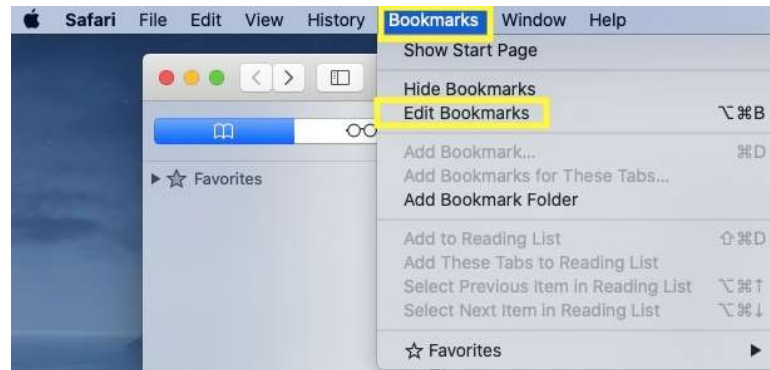 Safari File Edit View History Bookmarks Window Help
Show Start Page
Hide Bookmarks
Edit Bookmarks ⌥⌘B
Add Bookmark... ⌘D
Add Bookmarks for These Tabs...
Add Bookmark Folder
Add to Reading List ⇧⌘D
Add These Tabs to Reading List
Select Previous Item in Reading List ⌥⌘↑
Select Next Item in Reading List ⌥⌘↓
☆ Favorites ▶
▶ ☆ Favorites